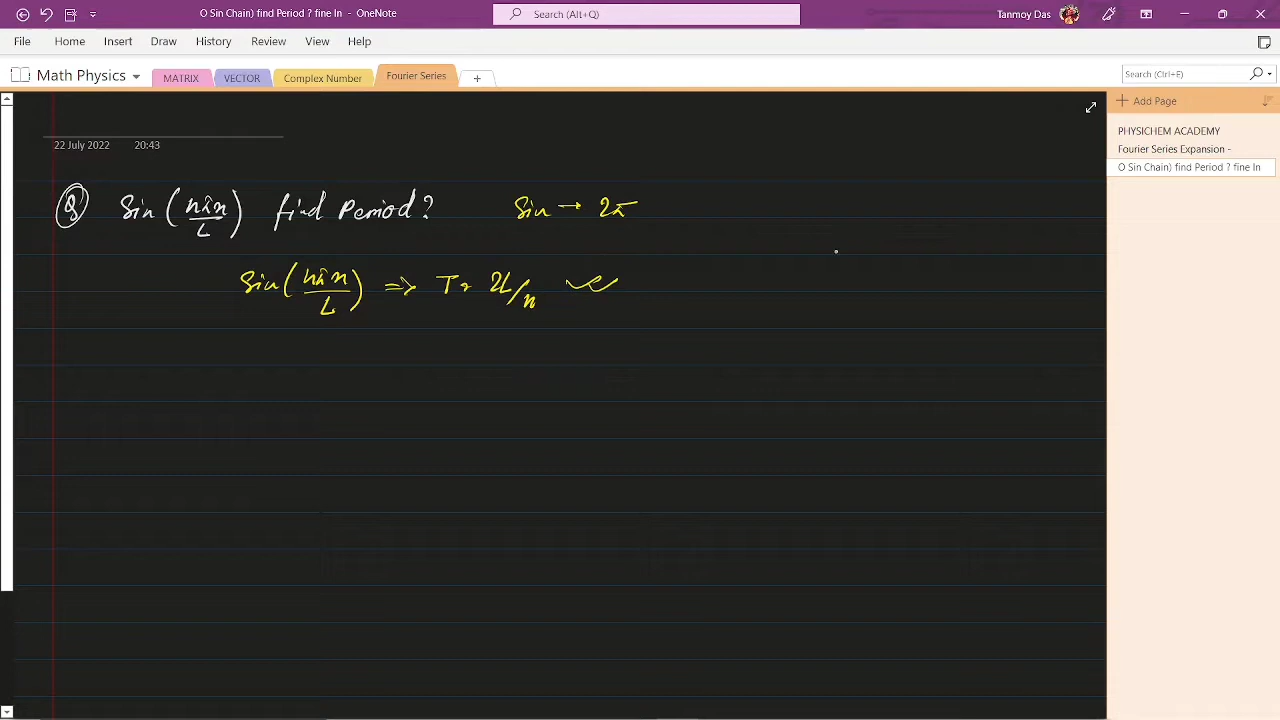 O Sin Chain) find Period ? fine In - OneNote
Search (Alt+Q)
Tanmoy Das
File Home Insert Draw History Review View Help
Math Physics
MATRIX VECTOR Complex Number Fourier Series +
Search (Ctrl+E)
Add Page
PHYSICHEM ACADEMY
Fourier Series Expansion -
O Sin Chain) find Period ? fine In
22 July 2022 20:43
Q Sin (nπx/L) find Period? Sin → 2π
Sin (nπx/L) ⇒ T = 2L/n